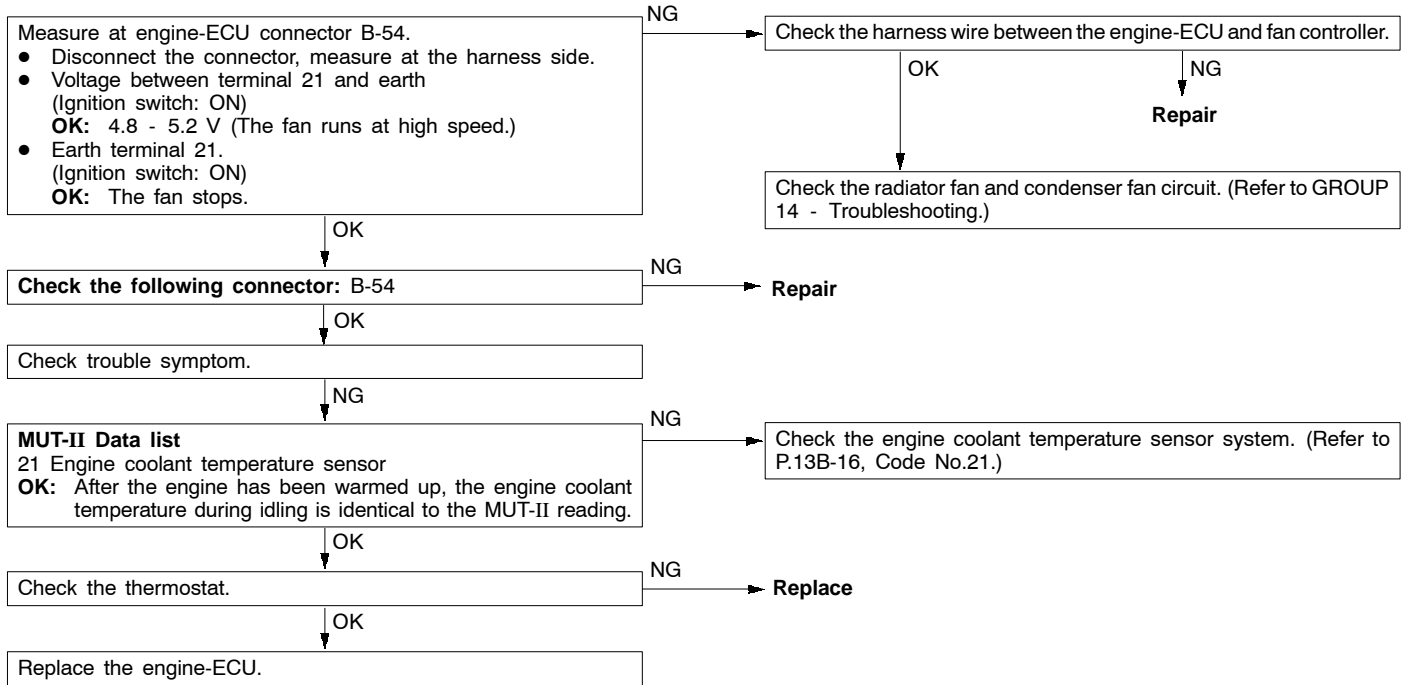 Measure at engine-ECU connector B-54.
● Disconnect the connector, measure at the harness side.
● Voltage between terminal 21 and earth
(Ignition switch: ON)
OK: 4.8 - 5.2 V (The fan runs at high speed.)
● Earth terminal 21.
(Ignition switch: ON)
OK: The fan stops.
NG
Check the harness wire between the engine-ECU and fan controller.
OK
NG
Repair
Check the radiator fan and condenser fan circuit. (Refer to GROUP
14 - Troubleshooting.)
OK
Check the following connector: B-54
NG
Repair
OK
Check trouble symptom.
NG
MUT-II Data list
21 Engine coolant temperature sensor
OK: After the engine has been warmed up, the engine coolant
temperature during idling is identical to the MUT-II reading.
NG
Check the engine coolant temperature sensor system. (Refer to
P.13B-16, Code No.21.)
OK
Check the thermostat.
NG
Replace
OK
Replace the engine-ECU.